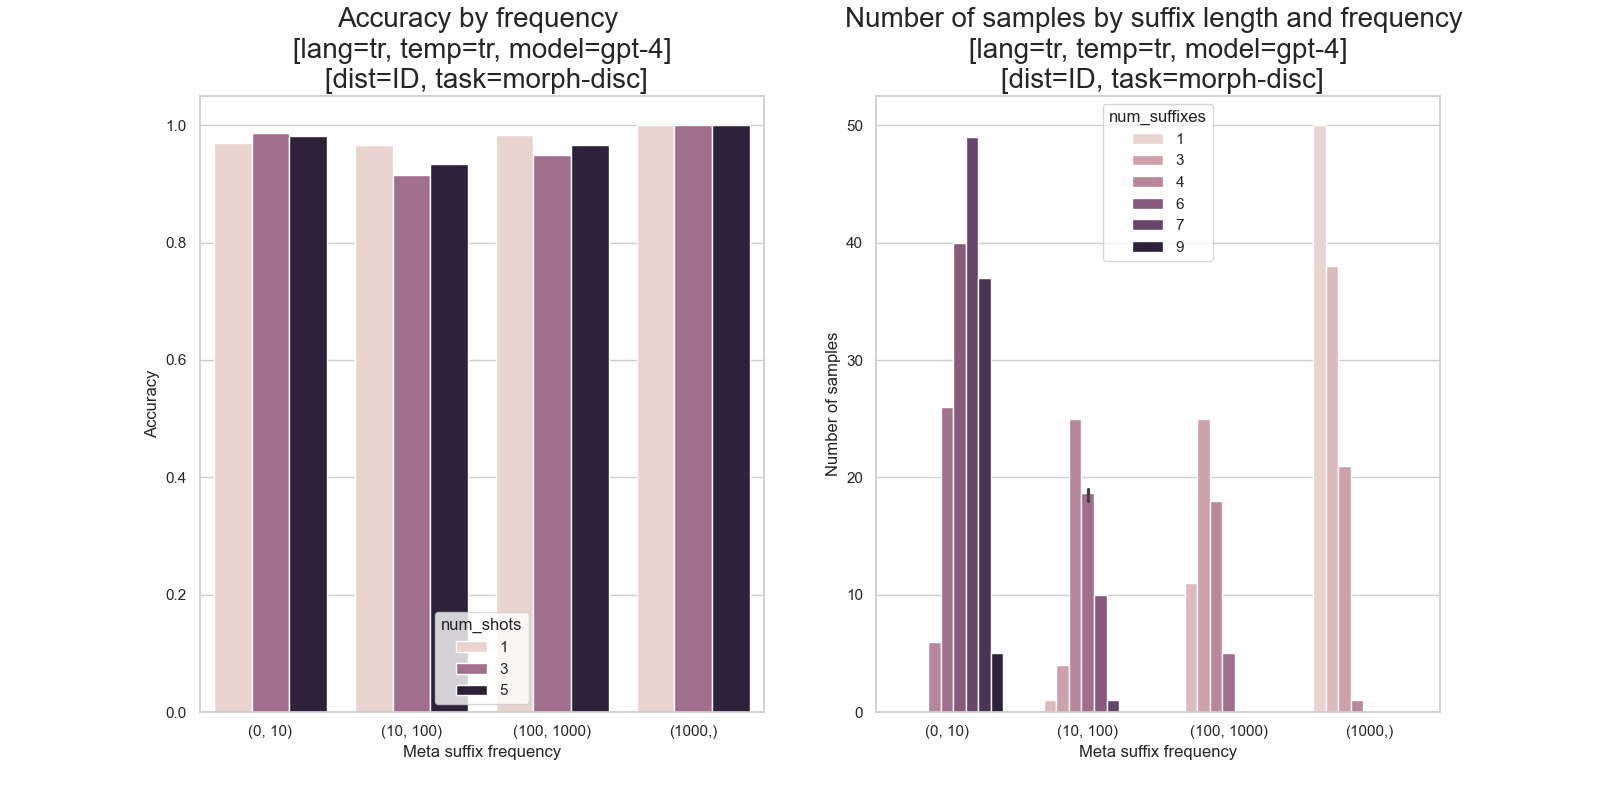 Accuracy by frequency
[lang=tr, temp=tr, model=gpt-4]
[dist=ID, task=morph-disc]
Accuracy
1.0
0.8
0.6
0.4
0.2
0.0
num_shots
1
3
5
(0, 10)
(10, 100)
(100, 1000)
(1000,)
Meta suffix frequency
Number of samples by suffix length and frequency
[lang=tr, temp=tr, model=gpt-4]
[dist=ID, task=morph-disc]
Number of samples
50
40
30
20
10
0
num_suffixes
1
3
4
6
7
9
(0, 10)
(10, 100)
(100, 1000)
(1000,)
Meta suffix frequency